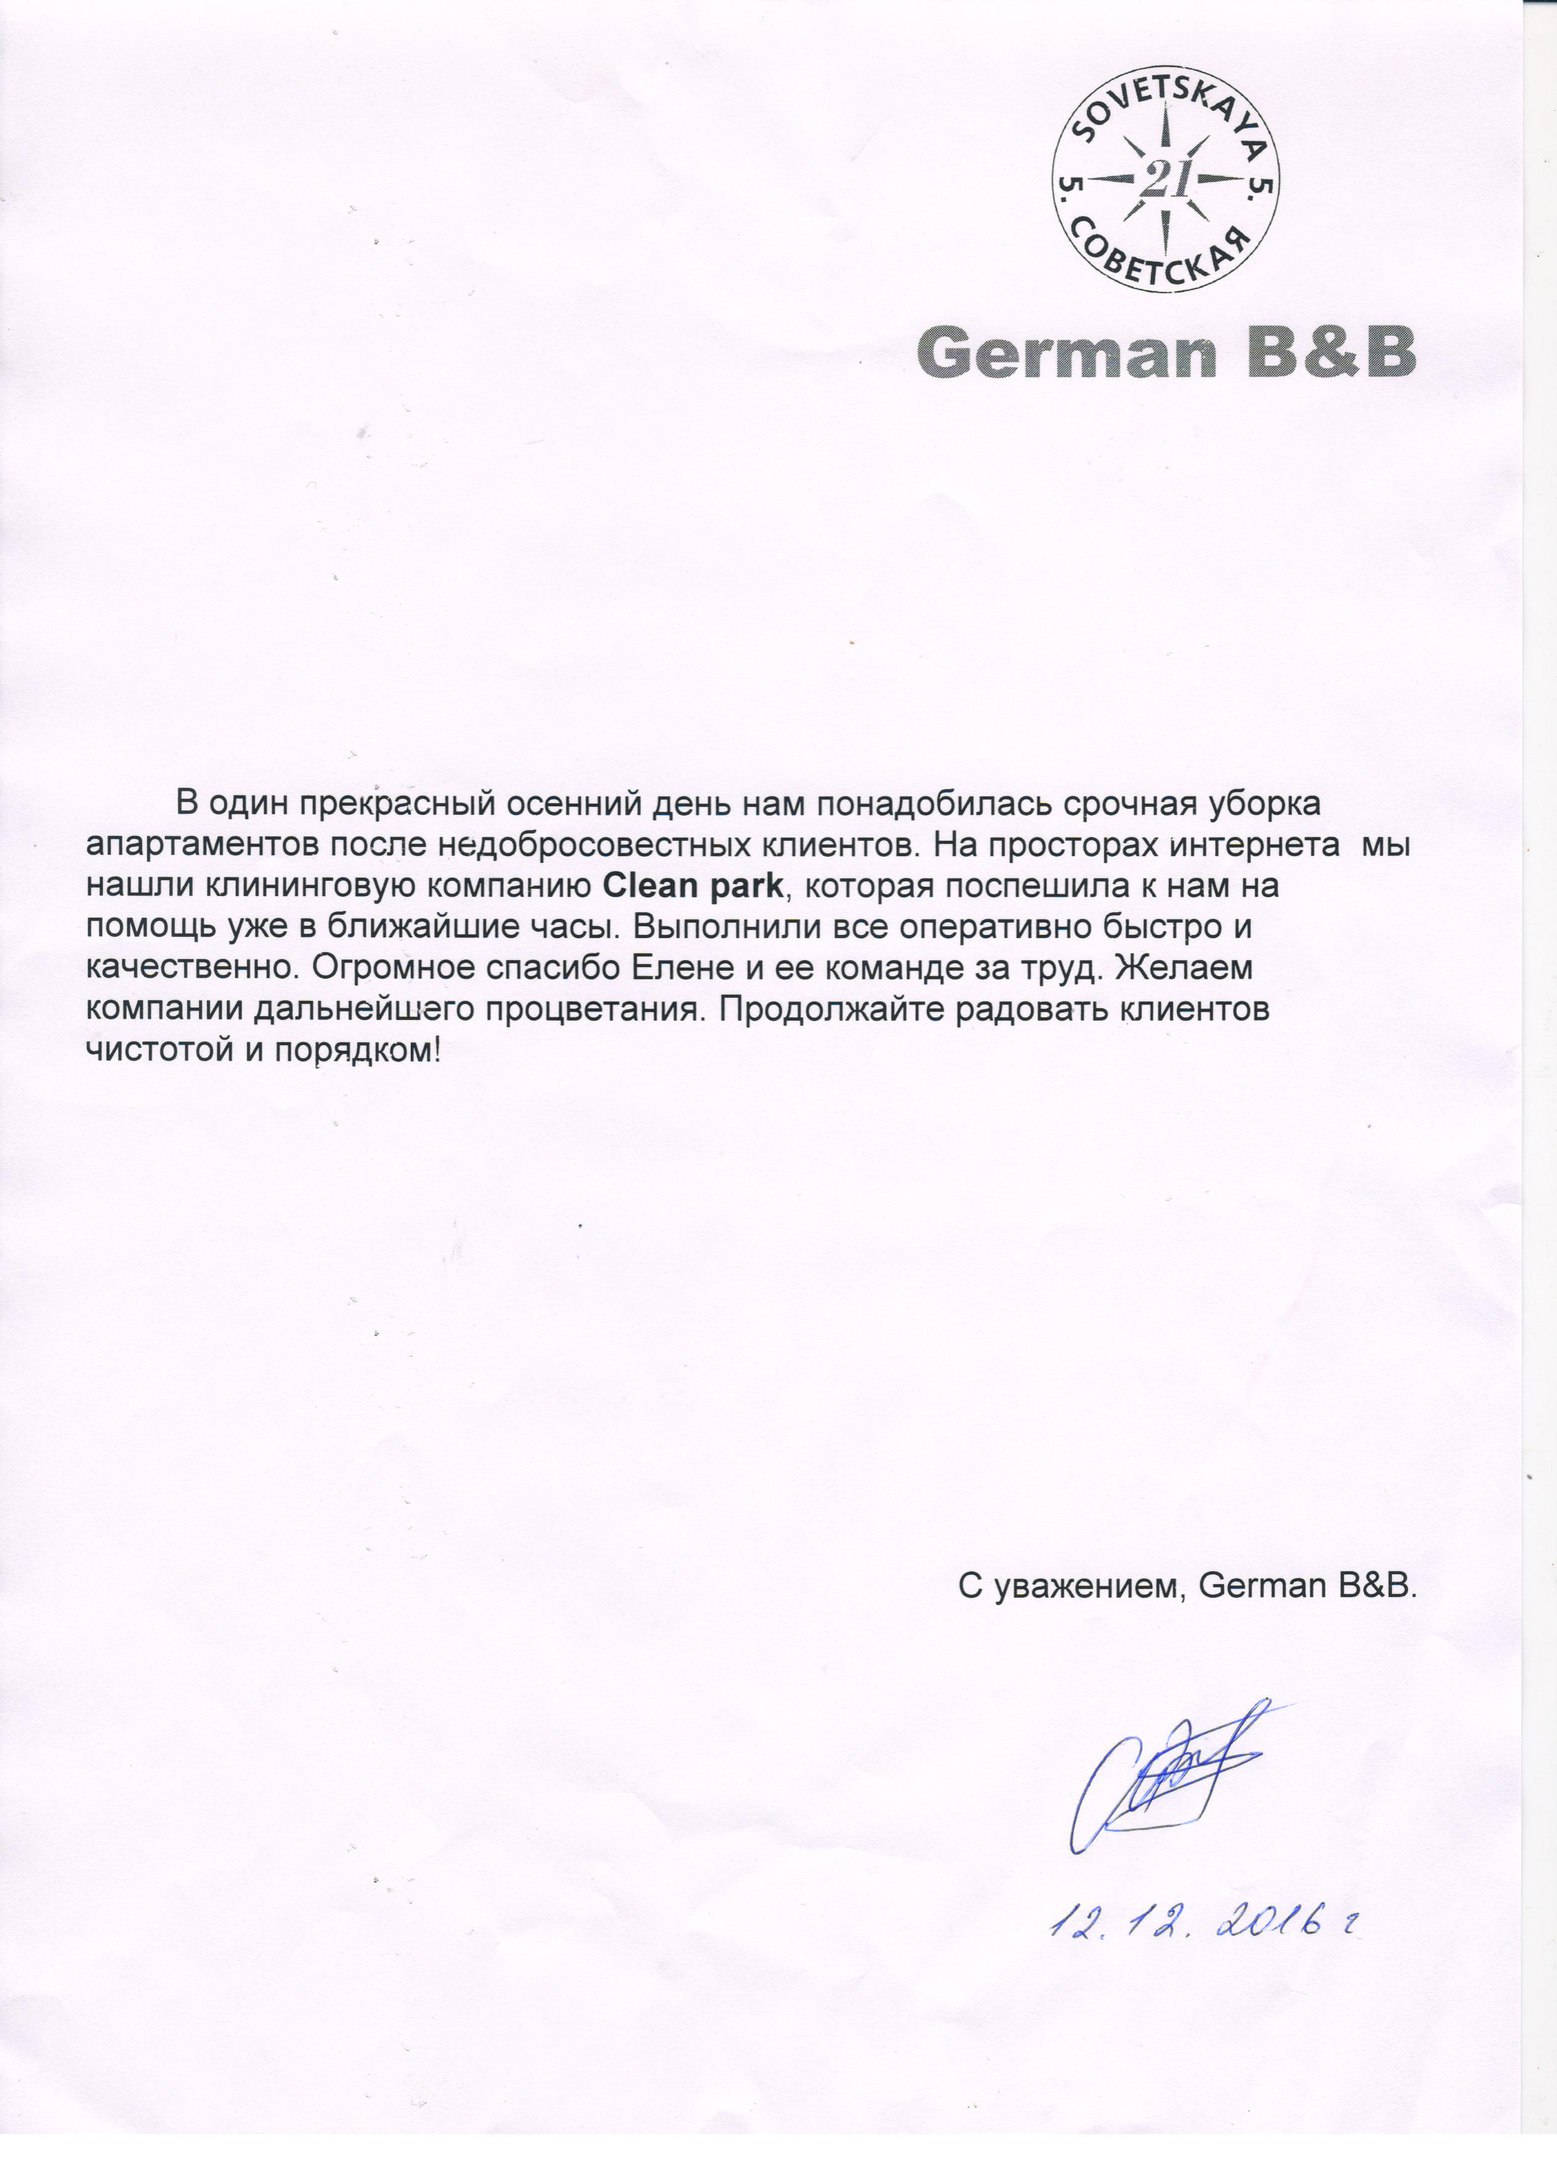 SOVETSKAYA 5.
21
5. СОВЕТСКАЯ
German B&B
В один прекрасный осенний день нам понадобилась срочная уборка
апартаментов после недобросовестных клиентов. На просторах интернета мы
нашли клининговую компанию Clean park, которая поспешила к нам на
помощь уже в ближайшие часы. Выполнили все оперативно быстро и
качественно. Огромное спасибо Елене и ее команде за труд. Желаем
компании дальнейшего процветания. Продолжайте радовать клиентов
чистотой и порядком!
С уважением, German B&B.
12.12.2016 г